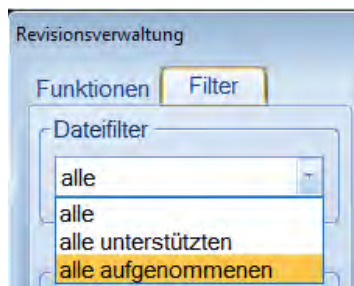 Revisionsverwaltung
Funktionen Filter
Dateifilter
alle
alle
alle unterstützten
alle aufgenommenen